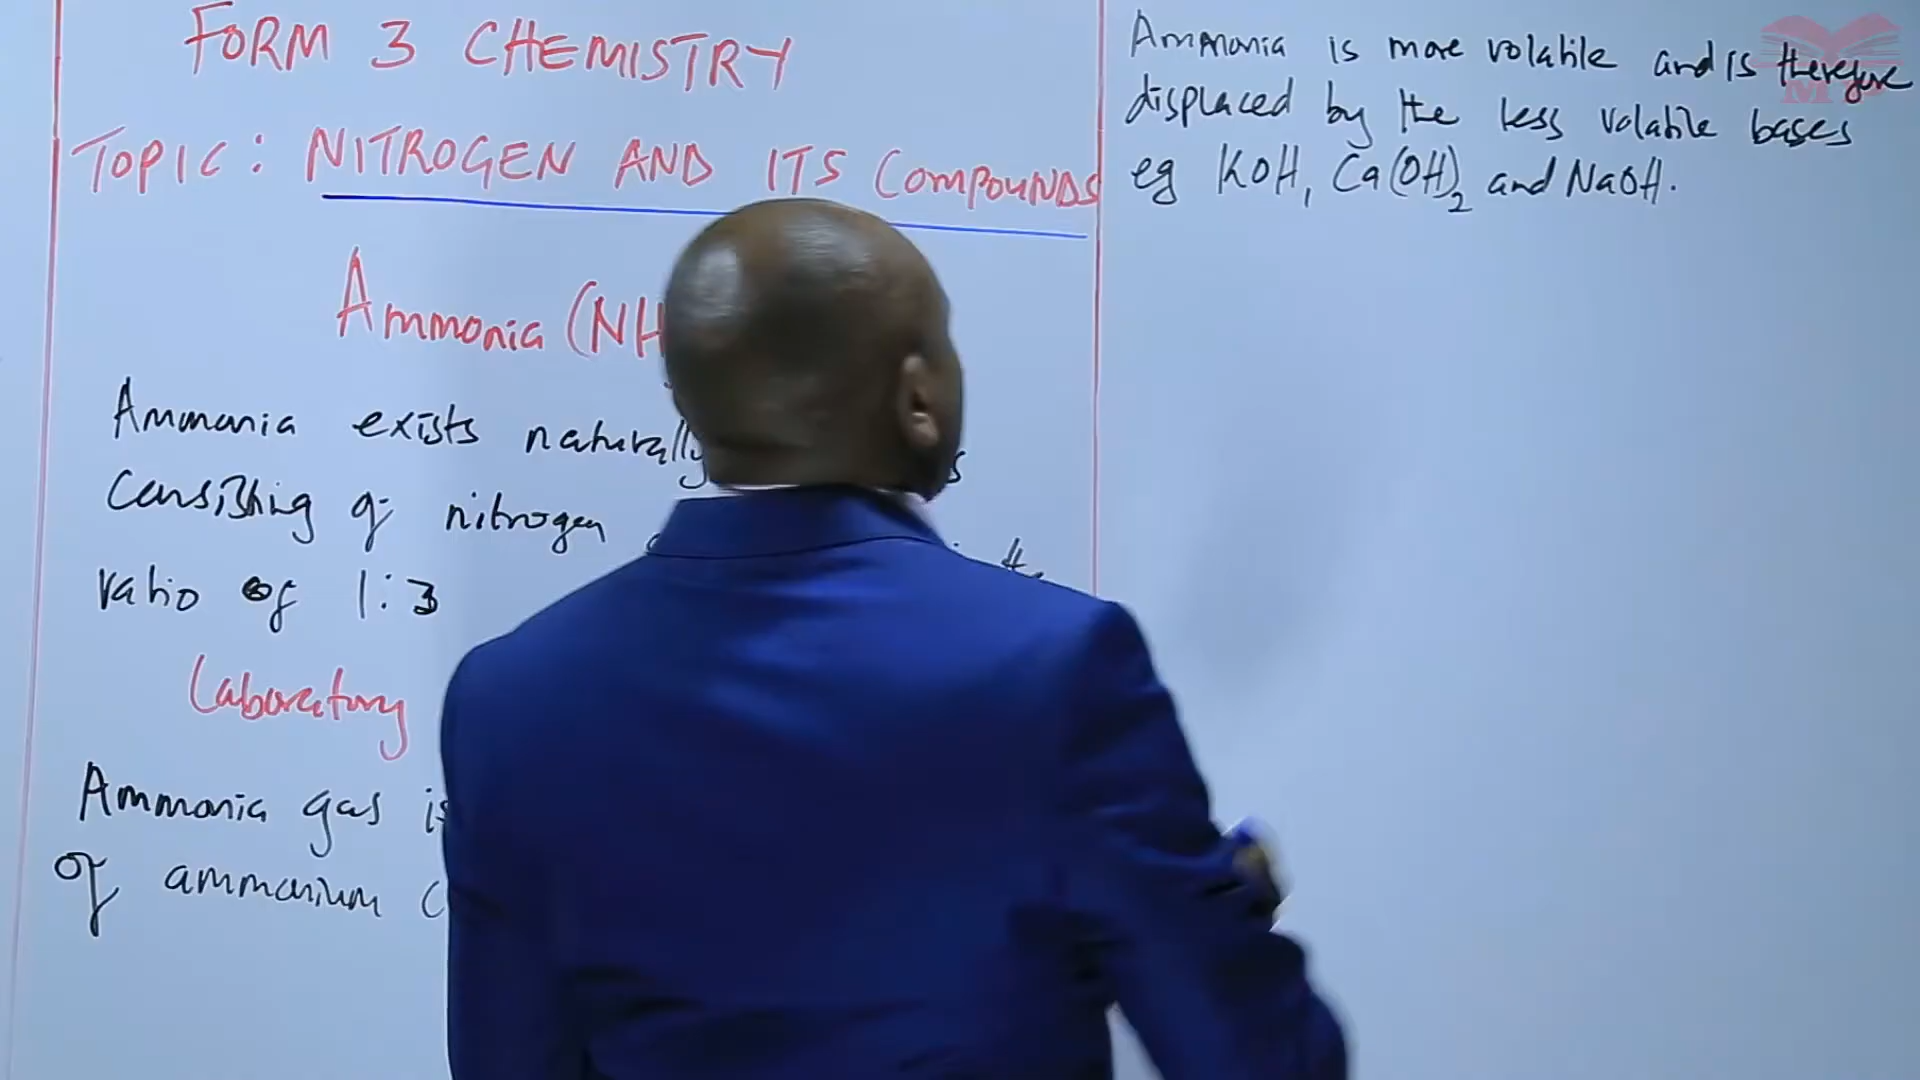 FORM 3 CHEMISTRY
TOPIC: NITROGEN AND ITS COMPOUNDS
Ammonia (NH
Ammonia exists naturally
Consisting of nitrogen
ratio of 1:3
Laboratory
Ammonia gas is
of ammonium
Ammonia is more volatile and is therefore
displaced by the less volatile bases
eg KOH, Ca(OH)₂ and NaOH.